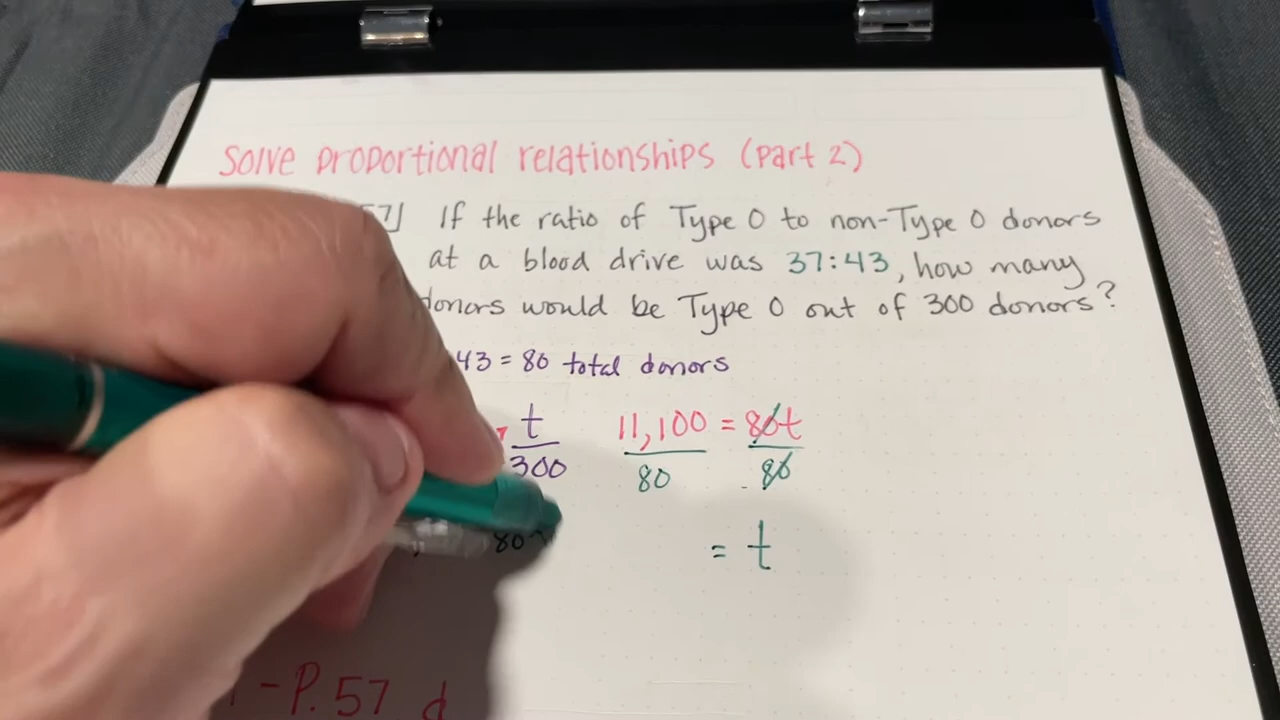 Solve proportional relationships (part 2)
57] If the ratio of Type O to non-Type O donors
at a blood drive was 37:43, how many
donors would be Type O out of 300 donors?
43 = 80 total donors
t 11,100 = 80t
300 80 80
80
= t
- P. 57 d